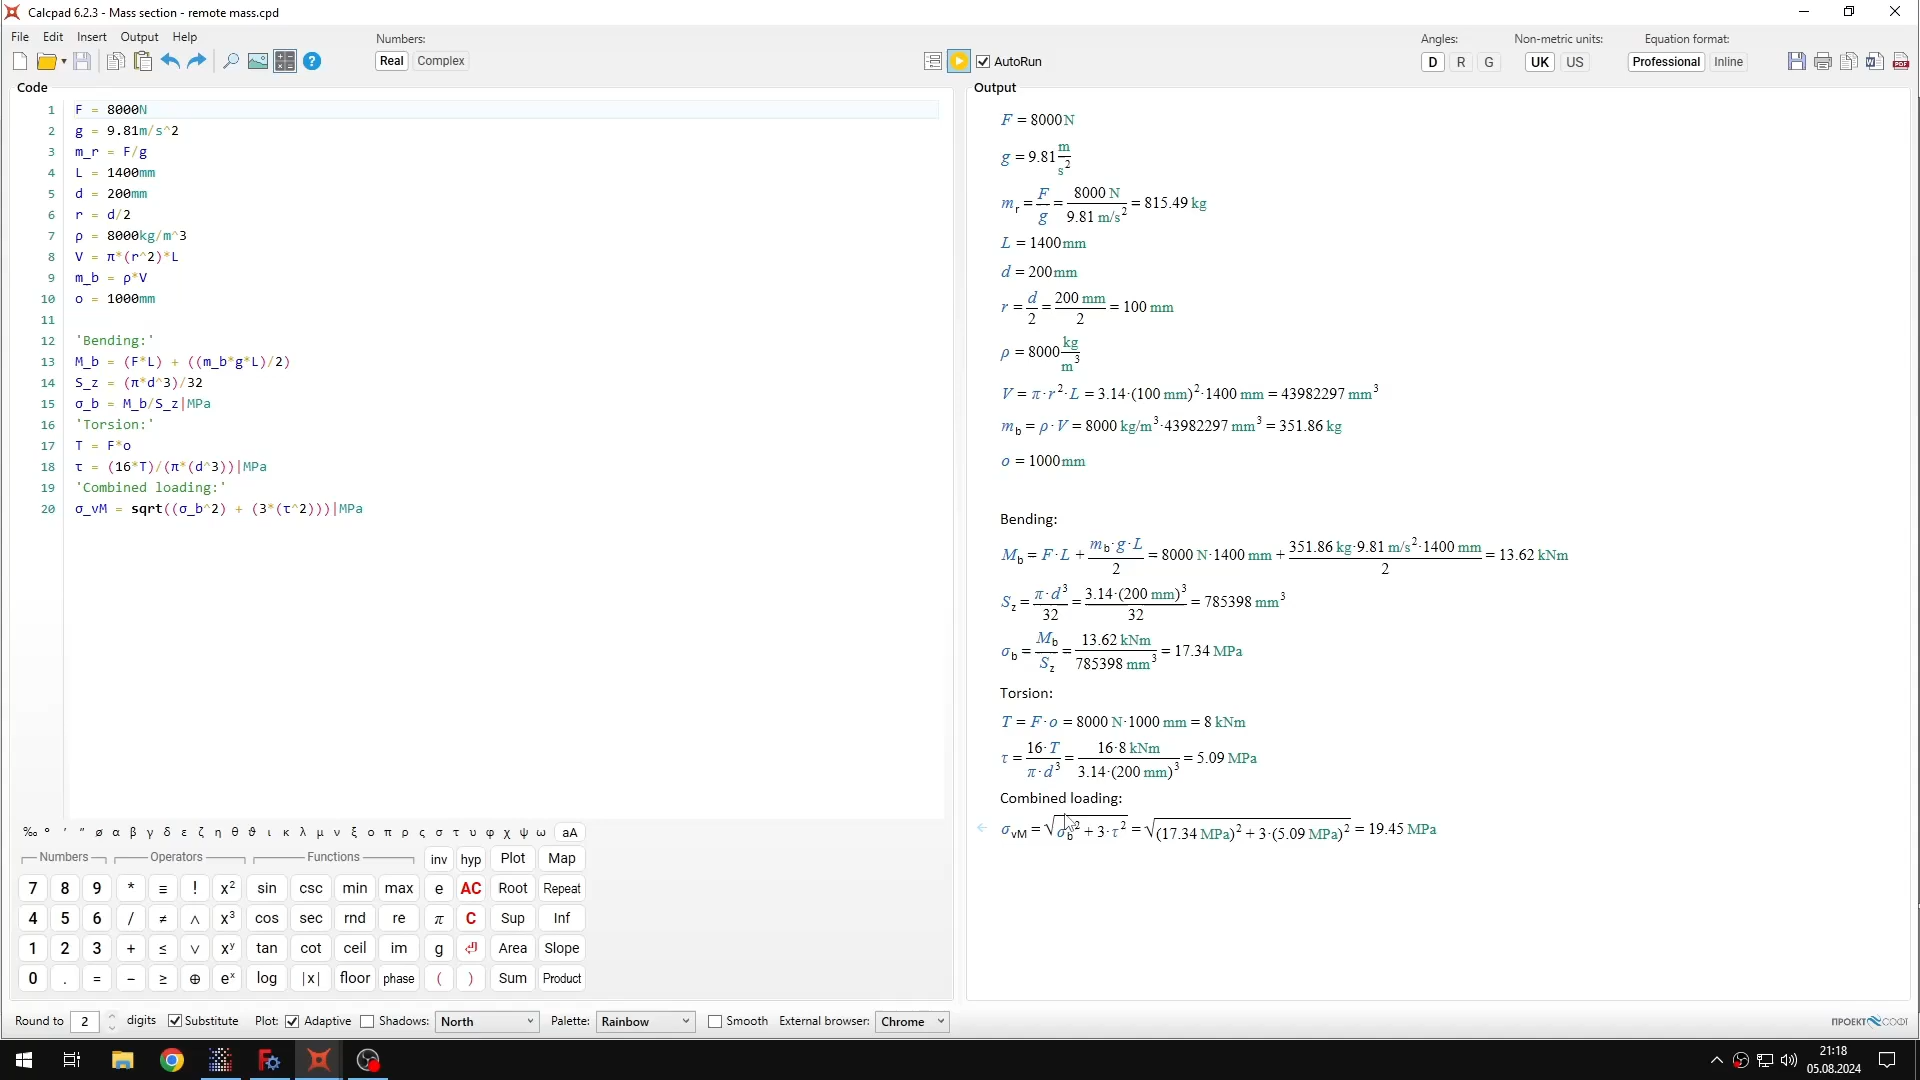 Calcpad 6.2.3 - Mass section - remote mass.cpd
File Edit Insert Output Help
Numbers:
Real Complex
AutoRun
Angles: Non-metric units: Equation format:
D R G UK US Professional Inline
Code
1 F = 8000N
2 g = 9.81m/s^2
3 m_r = F/g
4 L = 1400mm
5 d = 200mm
6 r = d/2
7 ρ = 8000kg/m^3
8 V = π*(r^2)*L
9 m_b = ρ*V
10 o = 1000mm
11
12 'Bending:'
13 M_b = (F*L) + ((m_b*g*L)/2)
14 S_z = (π*d^3)/32
15 σ_b = M_b/S_z|MPa
16 'Torsion:'
17 T = F*o
18 τ = (16*T)/(π*(d^3))|MPa
19 'Combined loading:'
20 σ_vM = sqrt((σ_b^2) + (3*(τ^2)))|MPa
Output
F = 8000 N
g = 9.81 m/s²
m_r = F/g = 8000 N / 9.81 m/s² = 815.49 kg
L = 1400 mm
d = 200 mm
r = d/2 = 200 mm / 2 = 100 mm
ρ = 8000 kg/m³
V = π·r²·L = 3.14·(100 mm)²·1400 mm = 43982297 mm³
m_b = ρ·V = 8000 kg/m³·43982297 mm³ = 351.86 kg
o = 1000 mm
Bending:
M_b = F·L + m_b·g·L/2 = 8000 N·1400 mm + 351.86 kg·9.81 m/s²·1400 mm / 2 = 13.62 kNm
S_z = π·d³/32 = 3.14·(200 mm)³/32 = 785398 mm³
σ_b = M_b/S_z = 13.62 kNm / 785398 mm³ = 17.34 MPa
Torsion:
T = F·o = 8000 N·1000 mm = 8 kNm
τ = 16·T / π·d³ = 16·8 kNm / 3.14·(200 mm)³ = 5.09 MPa
Combined loading:
σ_vM = √σ_b² + 3·τ² = √(17.34 MPa)² + 3·(5.09 MPa)² = 19.45 MPa
‰ ° ′ ″ ø α β γ δ ε ζ η θ ϑ ι κ λ μ ν ξ ο π ρ ς σ τ υ φ χ ψ ω aA
Numbers Operators Functions inv hyp Plot Map
7 8 9 * ≡ ! x² sin csc min max e AC Root Repeat
4 5 6 / ≠ ∧ x³ cos sec rnd re π C Sup Inf
1 2 3 + ≤ ∨ xʸ tan cot ceil im g ⏎ Area Slope
0 . = − ≥ ⊕ eˣ log |x| floor phase ( ) Sum Product
Round to 2 digits Substitute Plot: Adaptive Shadows: North Palette: Rainbow Smooth External browser: Chrome
ПРОЕКТ СОФТ
21:18
05.08.2024